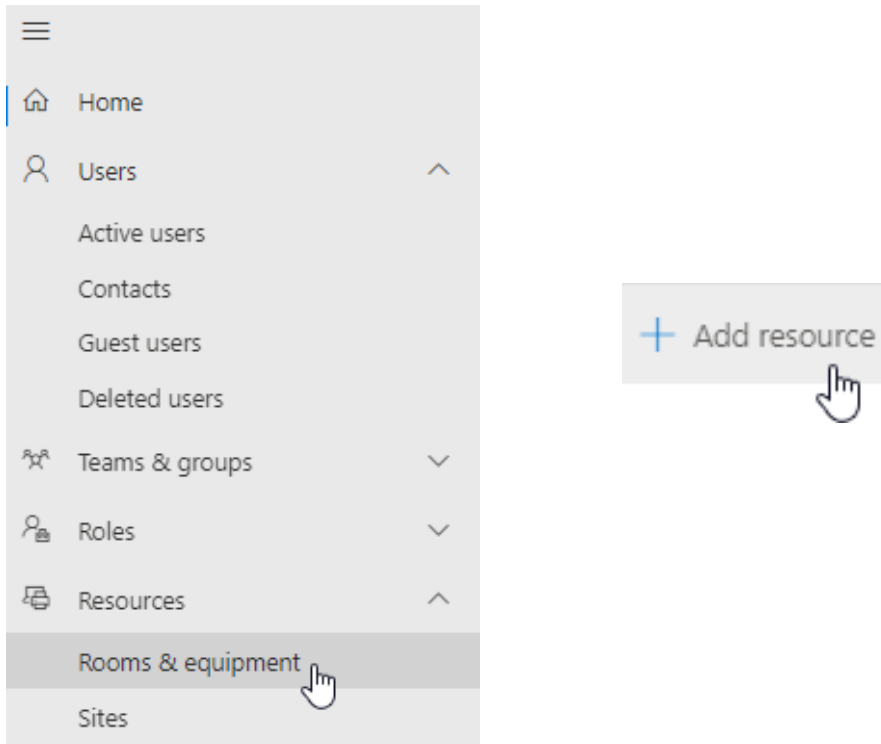 Home
Users
Active users
Contacts
Guest users
Deleted users
Teams & groups
Roles
Resources
Rooms & equipment
Sites
Add resource